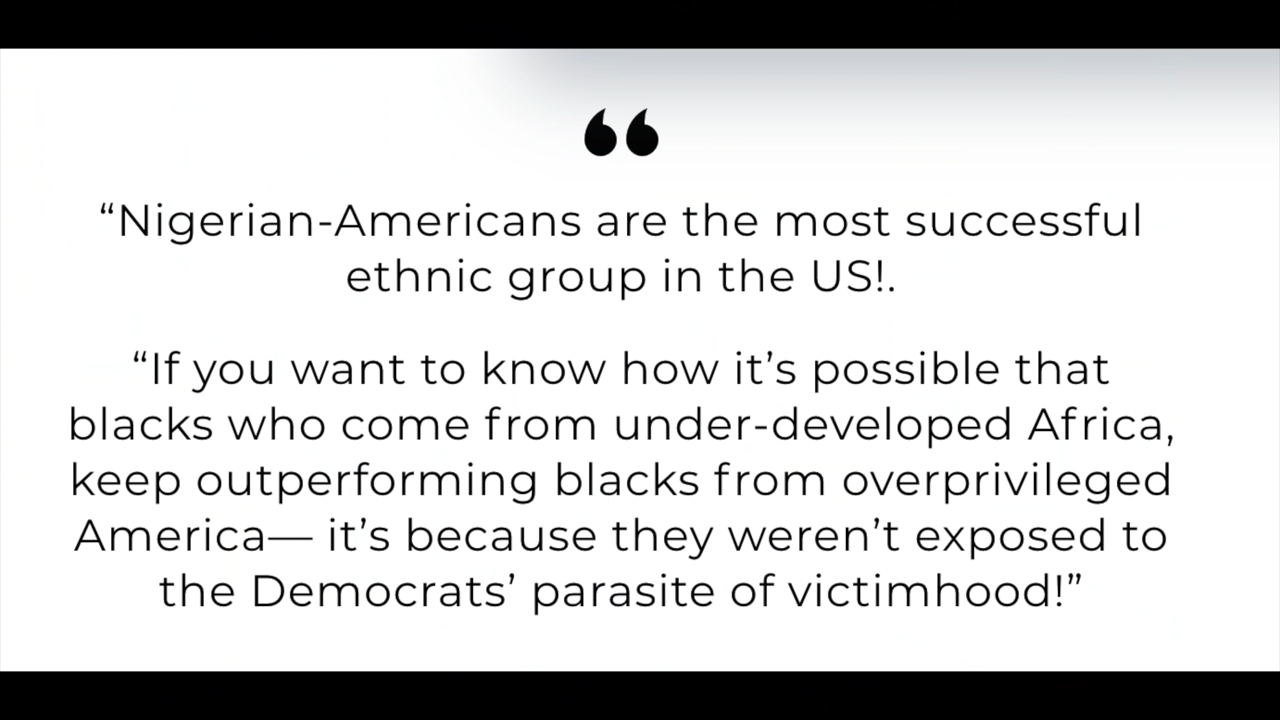 “
“Nigerian-Americans are the most successful
ethnic group in the US!.
“If you want to know how it’s possible that
blacks who come from under-developed Africa,
keep outperforming blacks from overprivileged
America— it’s because they weren’t exposed to
the Democrats’ parasite of victimhood!”